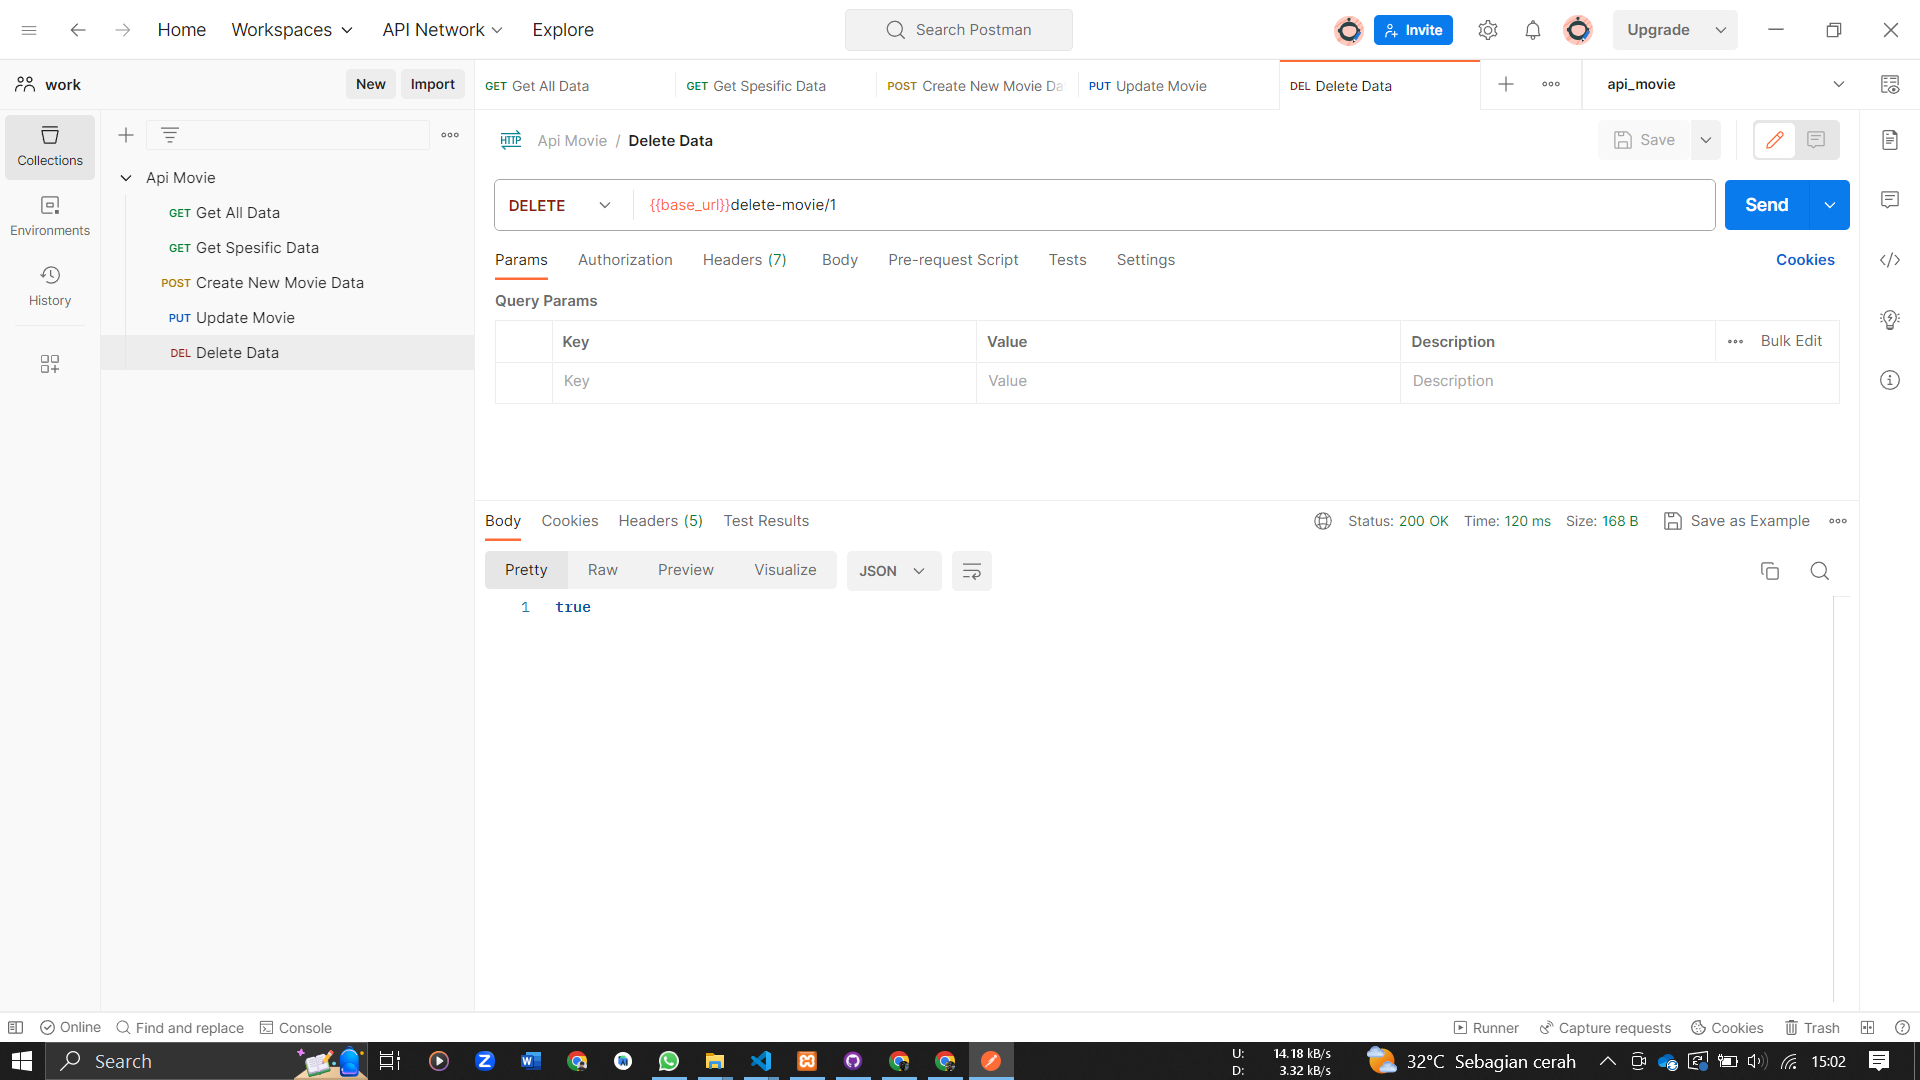 Home Workspaces API Network Explore Search Postman Invite Upgrade
work New Import GET Get All Data GET Get Spesific Data POST Create New Movie Da PUT Update Movie DEL Delete Data api_movie
Collections
Environments
History
Api Movie
GET Get All Data
GET Get Spesific Data
POST Create New Movie Data
PUT Update Movie
DEL Delete Data
HTTP Api Movie / Delete Data Save
DELETE {{base_url}}delete-movie/1 Send
Params Authorization Headers (7) Body Pre-request Script Tests Settings Cookies
Query Params
Key Value Description Bulk Edit
Key Value Description
Body Cookies Headers (5) Test Results Status: 200 OK Time: 120 ms Size: 168 B Save as Example
Pretty Raw Preview Visualize JSON
1 true
Online Find and replace Console Runner Capture requests Cookies Trash
Search U: 14.18 kB/s 32°C Sebagian cerah 15:02
D: 3.32 kB/s